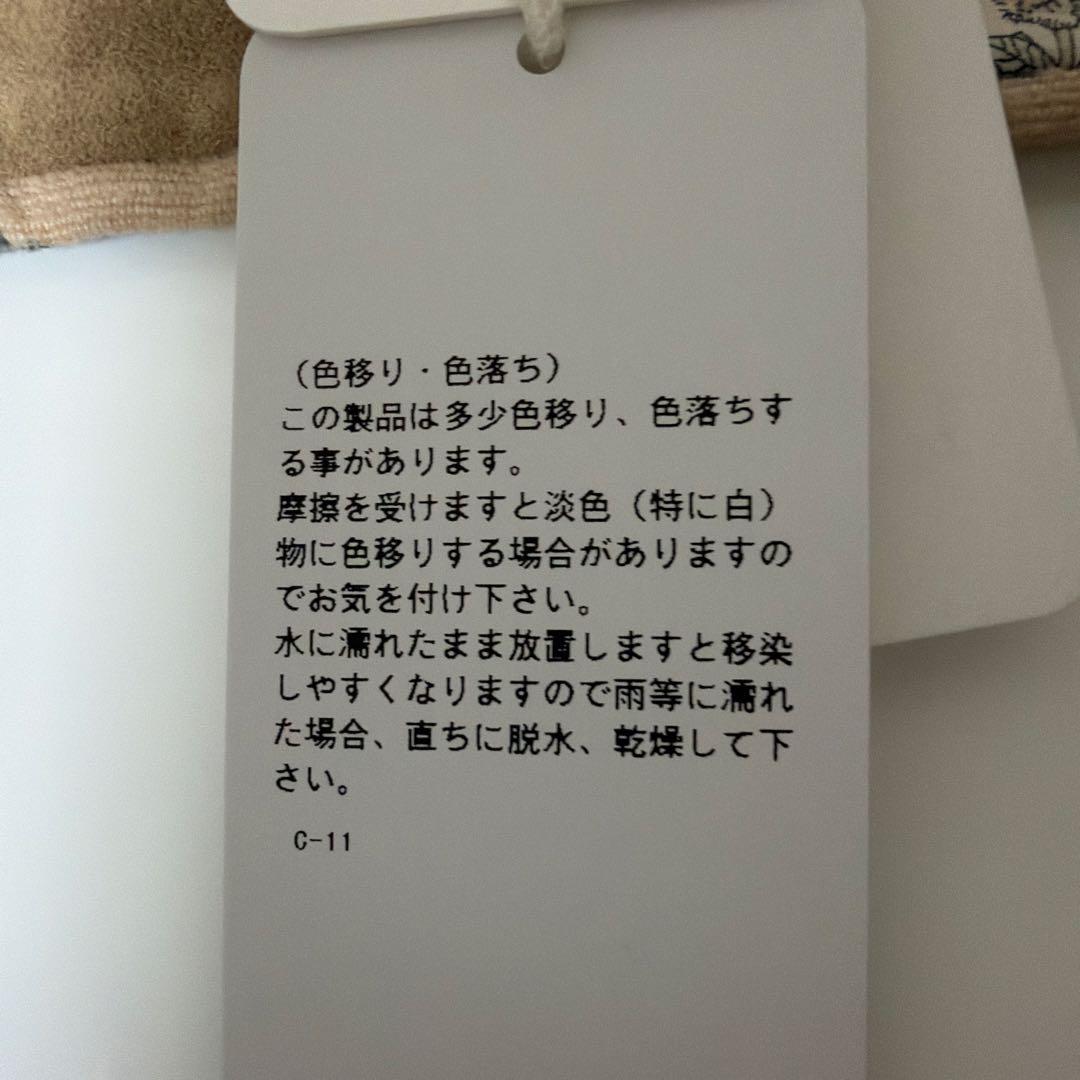 （色移り・色落ち）
この製品は多少色移り、色落ちす
る事があります。
摩擦を受けますと淡色（特に白）
物に色移りする場合がありますの
でお気を付け下さい。
水に濡れたまま放置しますと移染
しやすくなりますので雨等に濡れ
た場合、直ちに脱水、乾燥して下
さい。
C-11